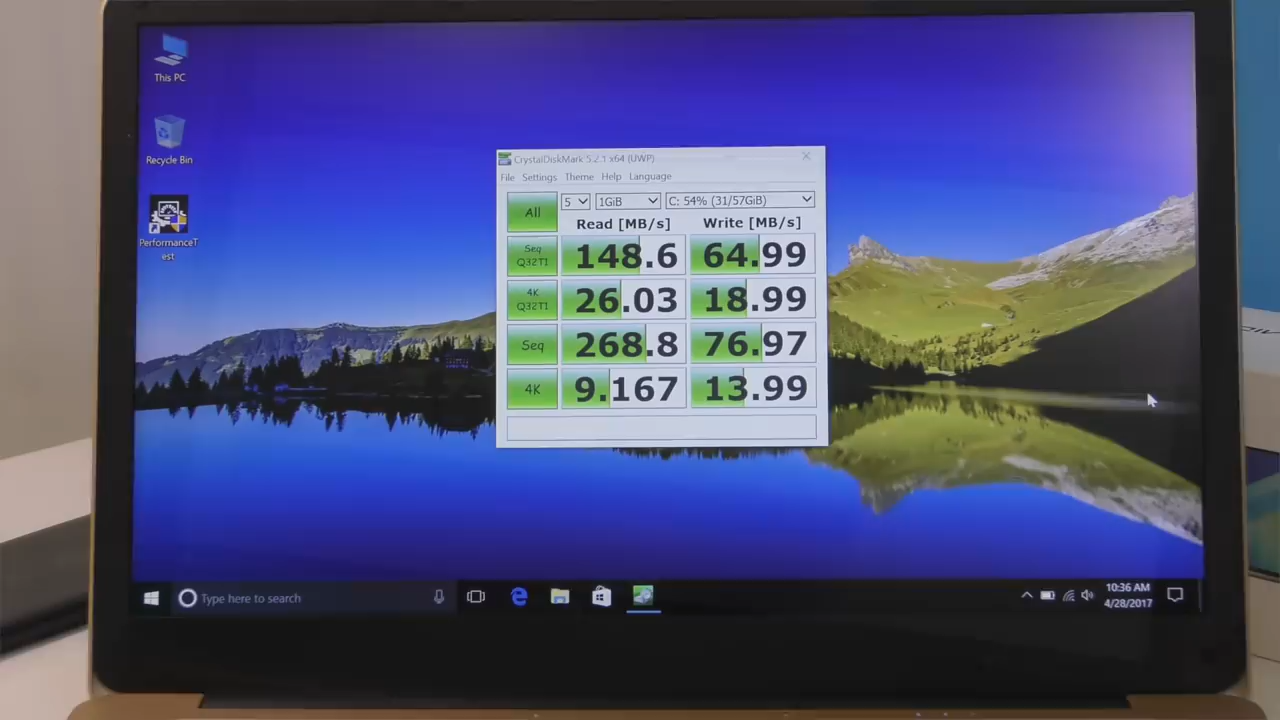 This PC
Recycle Bin
PerformanceT
est
CrystalDiskMark 5.2.1 x64 (UWP)
File Settings Theme Help Language
All
5 1GiB C: 54% (31/57GiB)
Read [MB/s] Write [MB/s]
Seq
Q32T1
148.6 64.99
4K
Q32T1
26.03 18.99
Seq 268.8 76.97
4K 9.167 13.99
Type here to search
10:36 AM
4/28/2017